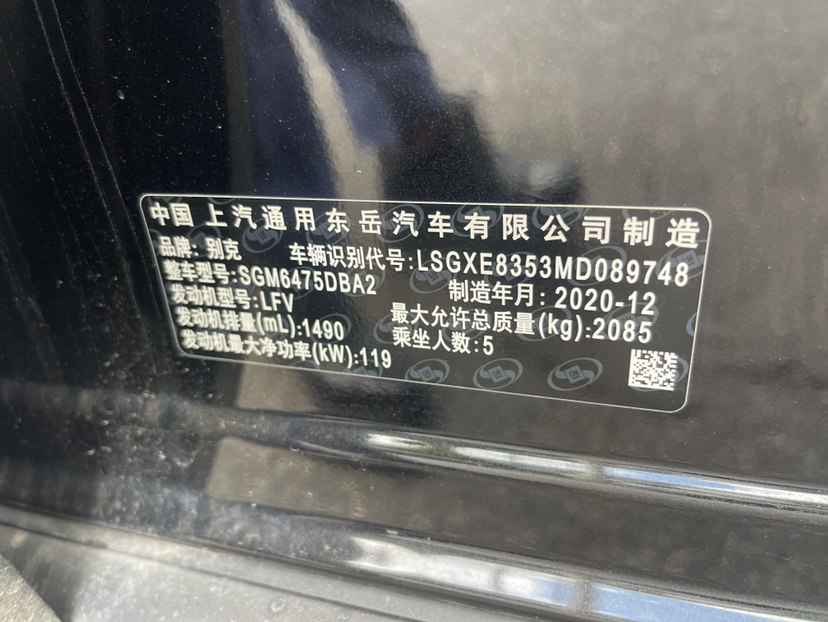 中国 上汽通用东岳汽车有限公司制造
品牌: 别克 车辆识别代号:LSGXE8353MD089748
整车型号:SGM6475DBA2 制造年月: 2020-12
发动机型号:LFV 最大允许总质量(kg):2085
发动机排量(mL):1490 乘坐人数:5
发动机最大净功率(kW):119